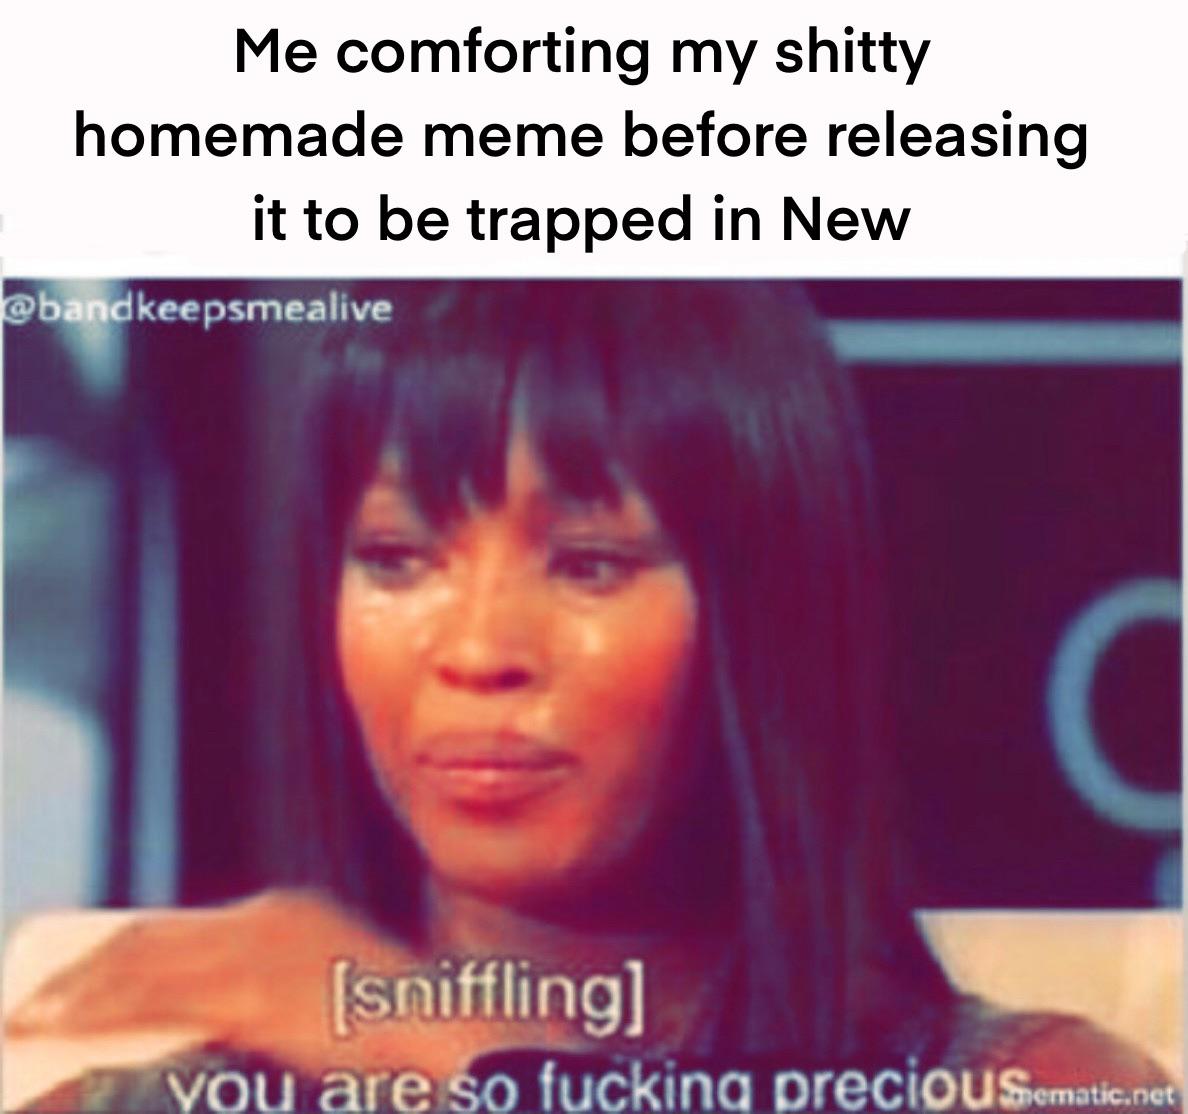 Me comforting my shitty
homemade meme before releasing
it to be trapped in New
@bandkeepsmealive
[sniffling]
you are so fucking precious
mematic.net